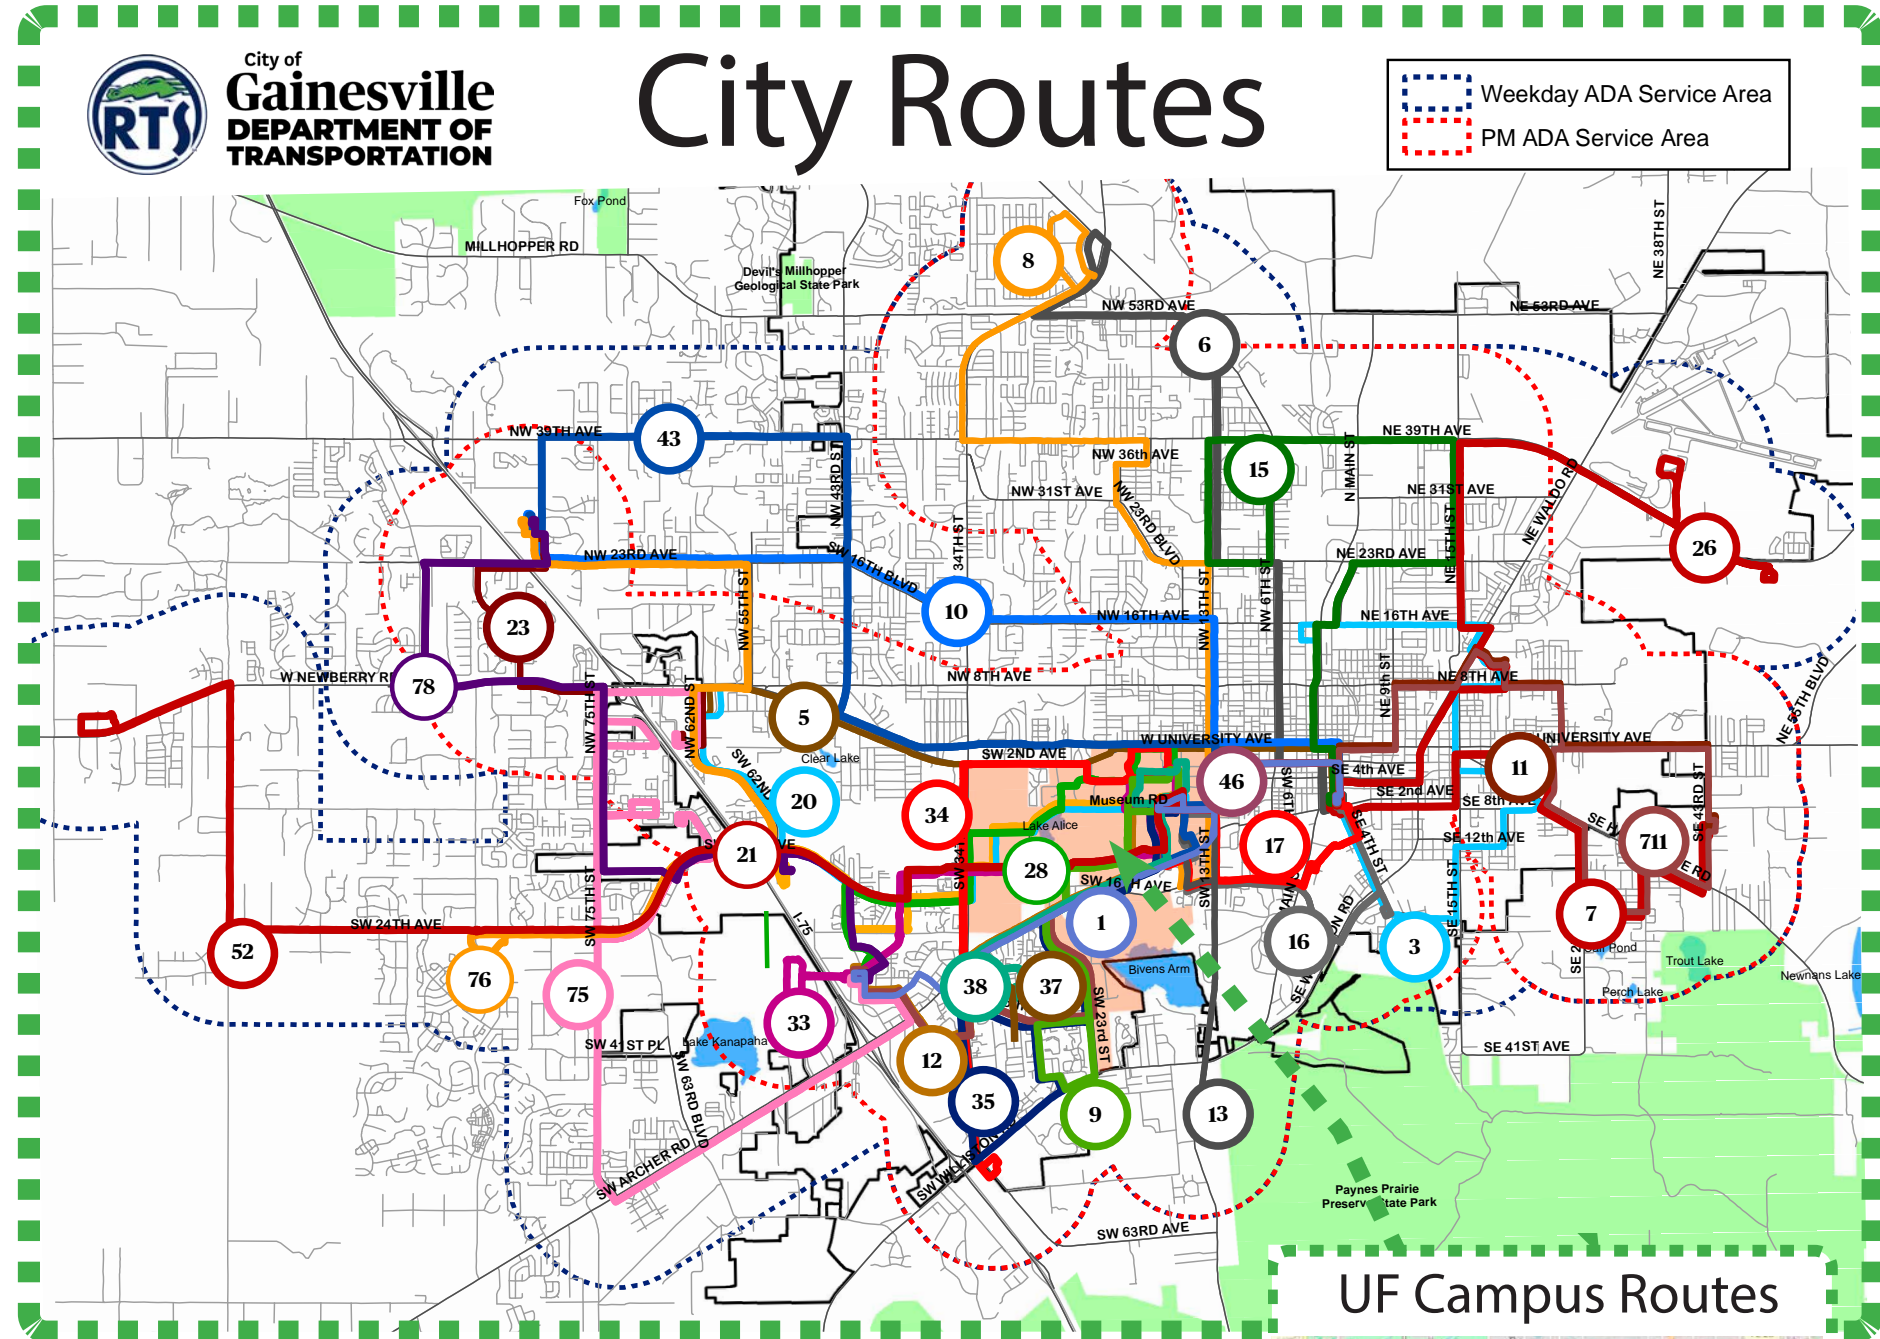 City of
Gainesville
DEPARTMENT OF
TRANSPORTATION
RTS
City Routes
Weekday ADA Service Area
PM ADA Service Area
Fox Pond
MILLHOPPER RD
Devil's Millhopper
Geological State Park
NE 38TH ST
8
NW 53RD AVE
NE 53RD AVE
6
NW 39TH AVE
43
NW 43RD ST
NW 36th AVE
NE 39TH AVE
15
N MAIN ST
NW 31ST AVE
NE 31ST AVE
NW 23RD BLVD
NE WALDO RD
34TH ST
NE 15TH ST
26
NW 23RD AVE
SW 16TH BLVD
NE 23RD AVE
NW 55TH ST
NW 13TH ST
NW 6TH ST
10
NW 16TH AVE
NE 16TH AVE
23
W NEWBERRY
78
NW 75TH ST
NW 62ND ST
NW 8TH AVE
NE 9TH ST
NE 8TH AVE
NE 55TH BLVD
5
W UNIVERSITY AVE
UNIVERSITY AVE
SW 2ND AVE
Clear Lake
SW 62ND
20
34
Museum RD
46
SW 6TH
SE 4th AVE
SE 2nd AVE
SE 8th AVE
11
SE 43RD ST
Lake Alice
SE 4TH ST
SE 12th AVE
711
21
28
17
SW 13TH ST
SW 75TH ST
SE 15TH ST
7
SW 24TH AVE
I-75
1
16
3
52
76
75
33
38
37
Bivens Arm
Trout Lake
Newnans Lake
Perch Lake
SW 23rd ST
SW 41ST PL
Lake Kanapaha
SW 63RD BLVD
12
35
9
13
SE 41ST AVE
SW ARCHER RD
Paynes Prairie
SW 63RD AVE
UF Campus Routes